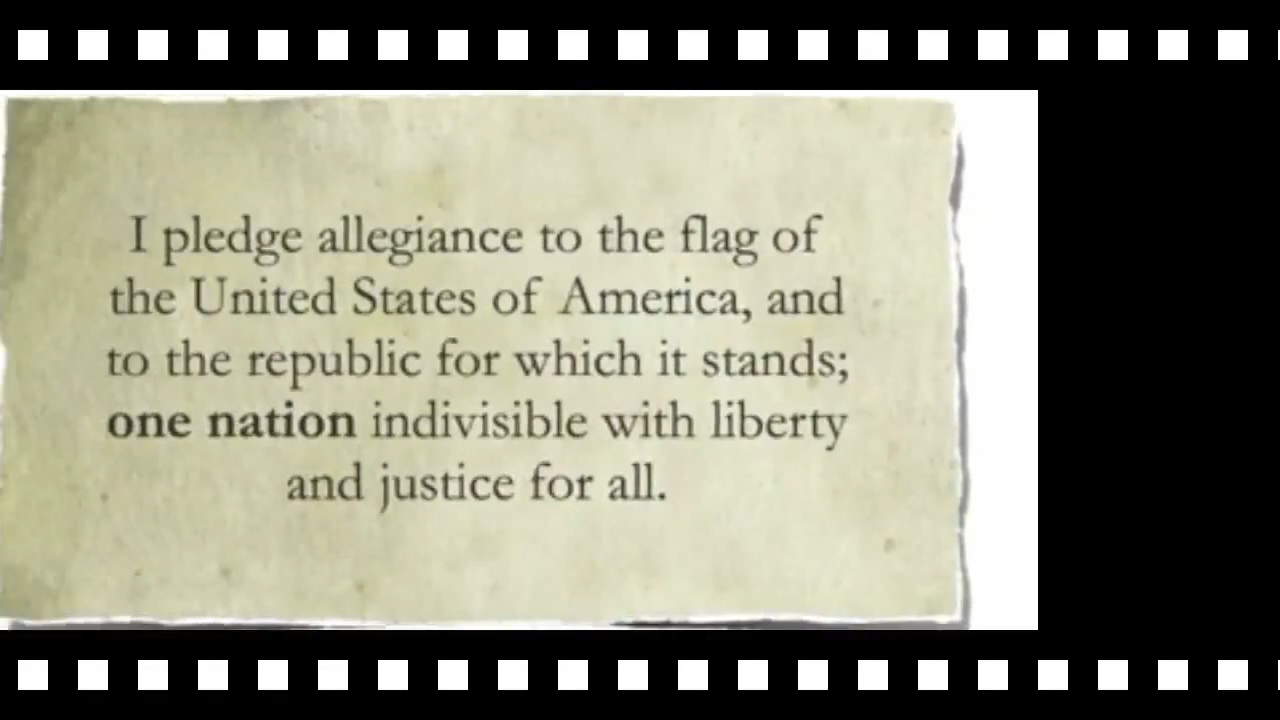 I pledge allegiance to the flag of
the United States of America, and
to the republic for which it stands;
one nation indivisible with liberty
and justice for all.